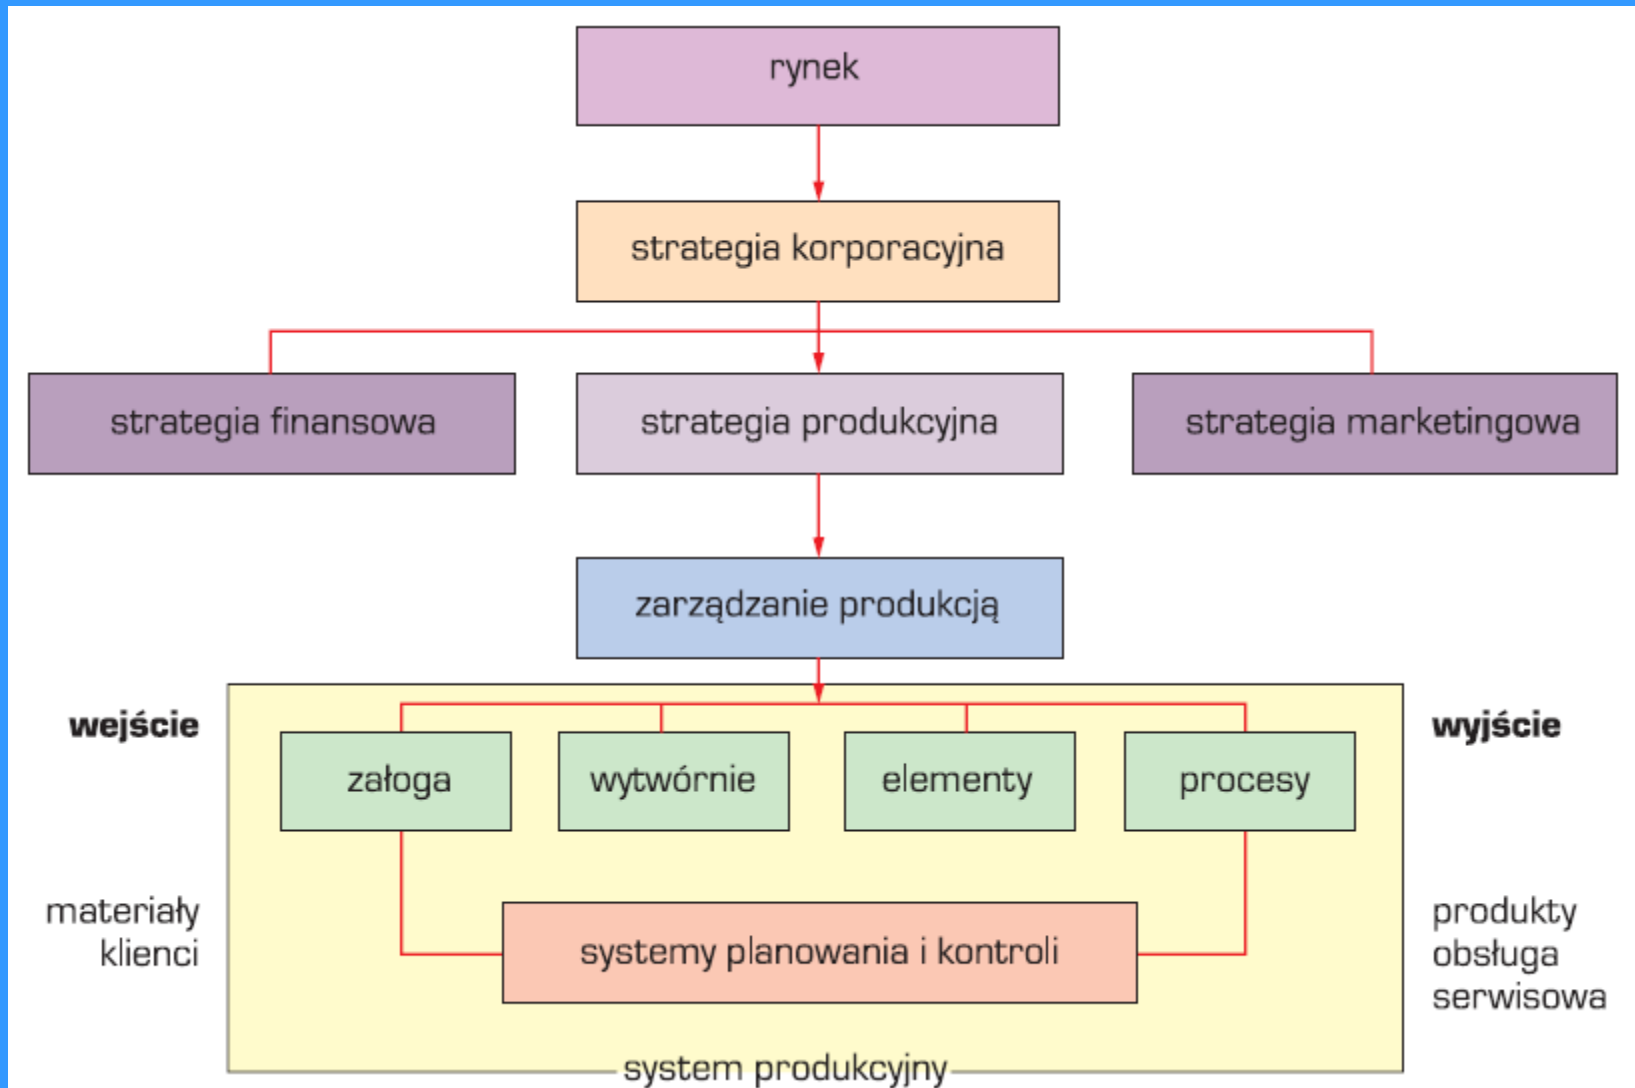 rynek
strategia korporacyjna
strategia finansowa
strategia produkcyjna
strategia marketingowa
zarządzanie produkcją
wejście
wyjście
załoga
wytwórnie
elementy
procesy
materiały
klienci
systemy planowania i kontroli
produkty
obsługa
serwisowa
system produkcyjny